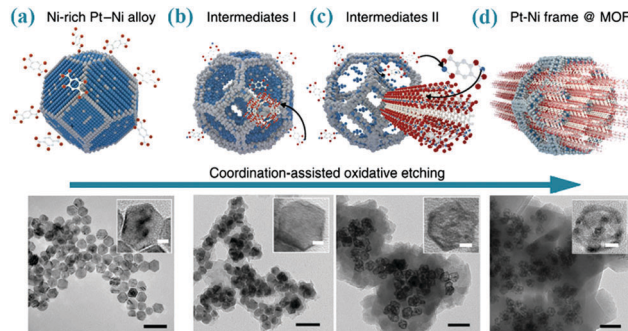 (a) Ni-rich Pt–Ni alloy
(b) Intermediates I
(c) Intermediates II
(d) Pt-Ni frame @ MOF
Coordination-assisted oxidative etching